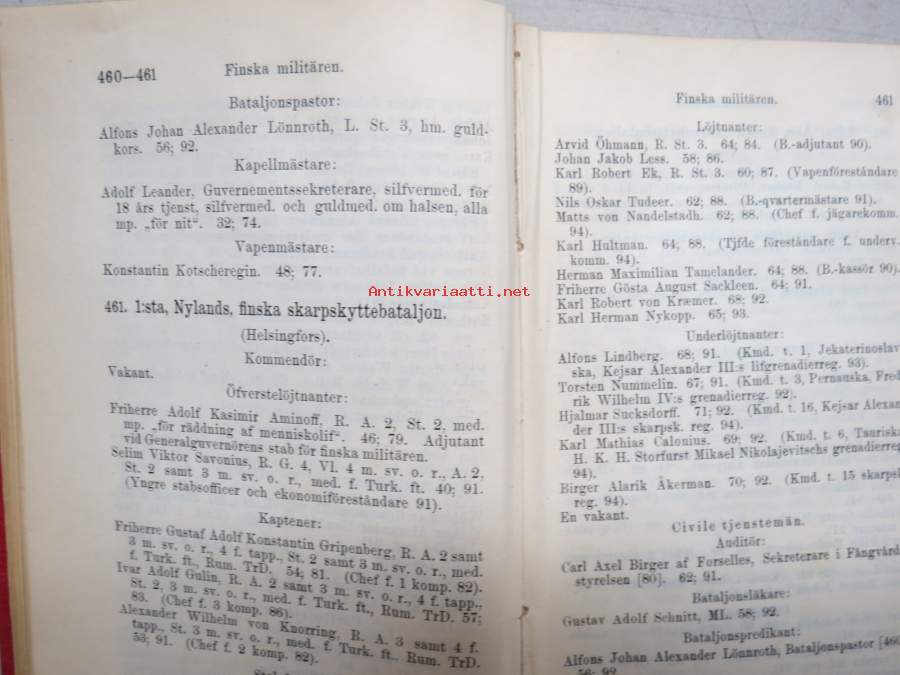 460—461 Finska militären.
Bataljonspastor:
Alfons Johan Alexander Lönnroth, L. St. 3, hm. guld-
kors. 56; 92.
Kapellmästare:
Adolf Leander, Guvernementssekreterare, silfvermed. för
18 års tjenst, silfvermed. och guldmed. om halsen, alla
mp. „för nit“. 32; 74.
Vapenmästare:
Konstantin Kotscheregin. 48; 77.
461. 1:sta, Nylands, finska skarpskyttebataljon.
(Helsingfors).
Kommendör:
Vakant.
Öfverstelöjtnanter:
Friherre Adolf Kasimir Aminoff, R. A. 2, St. 2, med.
mp. „för räddning af menniskolif“. 46; 79. Adjutant
vid Generalguvernörens stab för finska militären.
Selim Viktor Savonius, R. G. 4, Vl. 4 m. sv. o. r., A. 2,
St. 2 samt 3 m. sv. o. r., med. f. Turk. ft. 40; 91.
(Yngre stabsofficer och ekonomiföreståndare 91).
Kaptener:
Friherre Gustaf Adolf Konstantin Gripenberg, R. A. 2 samt
3 m. sv. o. r., 4 f. tapp., St. 2 samt 3 m. sv. o. r., med.
f. Turk. ft., Rum. TrD. 54; 81. (Chef f. 1 komp. 82).
Ivar Adolf Gulin, R. A. 2 samt 3 m. sv. o. r., 4 f. tapp.,
St. 2, 3 m. sv. o. r., med. f. Turk. ft., Rum. TrD. 57;
83. (Chef f. 3 komp. 86).
Alexander Wilhelm von Knorring, R. A. 3 samt 4 f.
tapp., St. 3 m. sv. o. r., med. f. Turk. ft., Rum. TrD.
53; 91. (Chef f. 2 komp. 82).
Antikvariaatti.net
Finska militären. 461
Löjtnanter:
Arvid Öhmann, R. St. 3. 64; 84. (B.-adjutant 90).
Johan Jakob Less. 58; 86.
Karl Robert Ek, R. St. 3. 60; 87. (Vapenföreståndare
89).
Nils Oskar Tudeer. 62; 88. (B.-qvartermästare 91).
Matts von Nandelstadh. 62; 88. (Chef f. jägarekomm.
94).
Karl Hultman. 64; 88. (Tjfde föreståndare f. underv.
komm. 94).
Herman Maximilian Tamelander. 64; 88. (B.-kassör 90).
Friherre Gösta August Sackleen. 64; 91.
Karl Robert von Kræmer. 68; 92.
Karl Herman Nykopp. 65; 93.
Underlöjtnanter:
Alfons Lindberg. 68; 91. (Kmd. t. 1, Jekaterinoslav
ska, Kejsar Alexander III:s lifgrenadierreg. 93).
Torsten Nummelin. 67; 91. (Kmd. t. 3, Pernauska, Fred
rik Wilhelm IV:s grenadierreg. 92).
Hjalmar Sucksdorff. 71; 92. (Kmd. t. 16, Kejsar Alexan
der III:s skarpsk. reg. 94).
Karl Mathias Calonius. 69; 92. (Kmd. t. 6, Tauriska
H. K. H. Storfurst Mikael Nikolajevitschs grenadierreg
94).
Birger Alarik Åkerman. 70; 92. (Kmd. t. 15 skarpsk
reg. 94).
En vakant.
Civile tjenstemän.
Auditör:
Carl Axel Birger af Forselles, Sekreterare i Fångvård
styrelsen [80]. 62; 91.
Bataljonsläkare:
Gustav Adolf Schnitt, ML. 58; 92.
Bataljonspredikant:
Alfons Johan Alexander Lönnroth, Bataljonspastor [460
56; 92